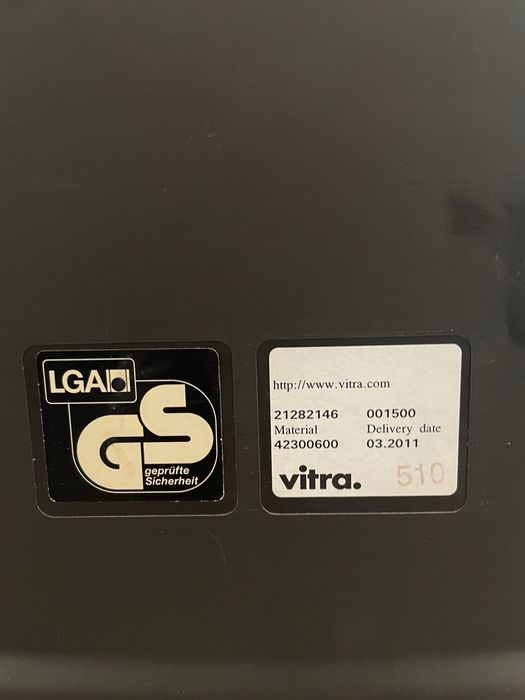 LGA
GS
geprüfte
Sicherheit
http://www.vitra.com
21282146 001500
Material Delivery date
42300600 03.2011
vitra. 510